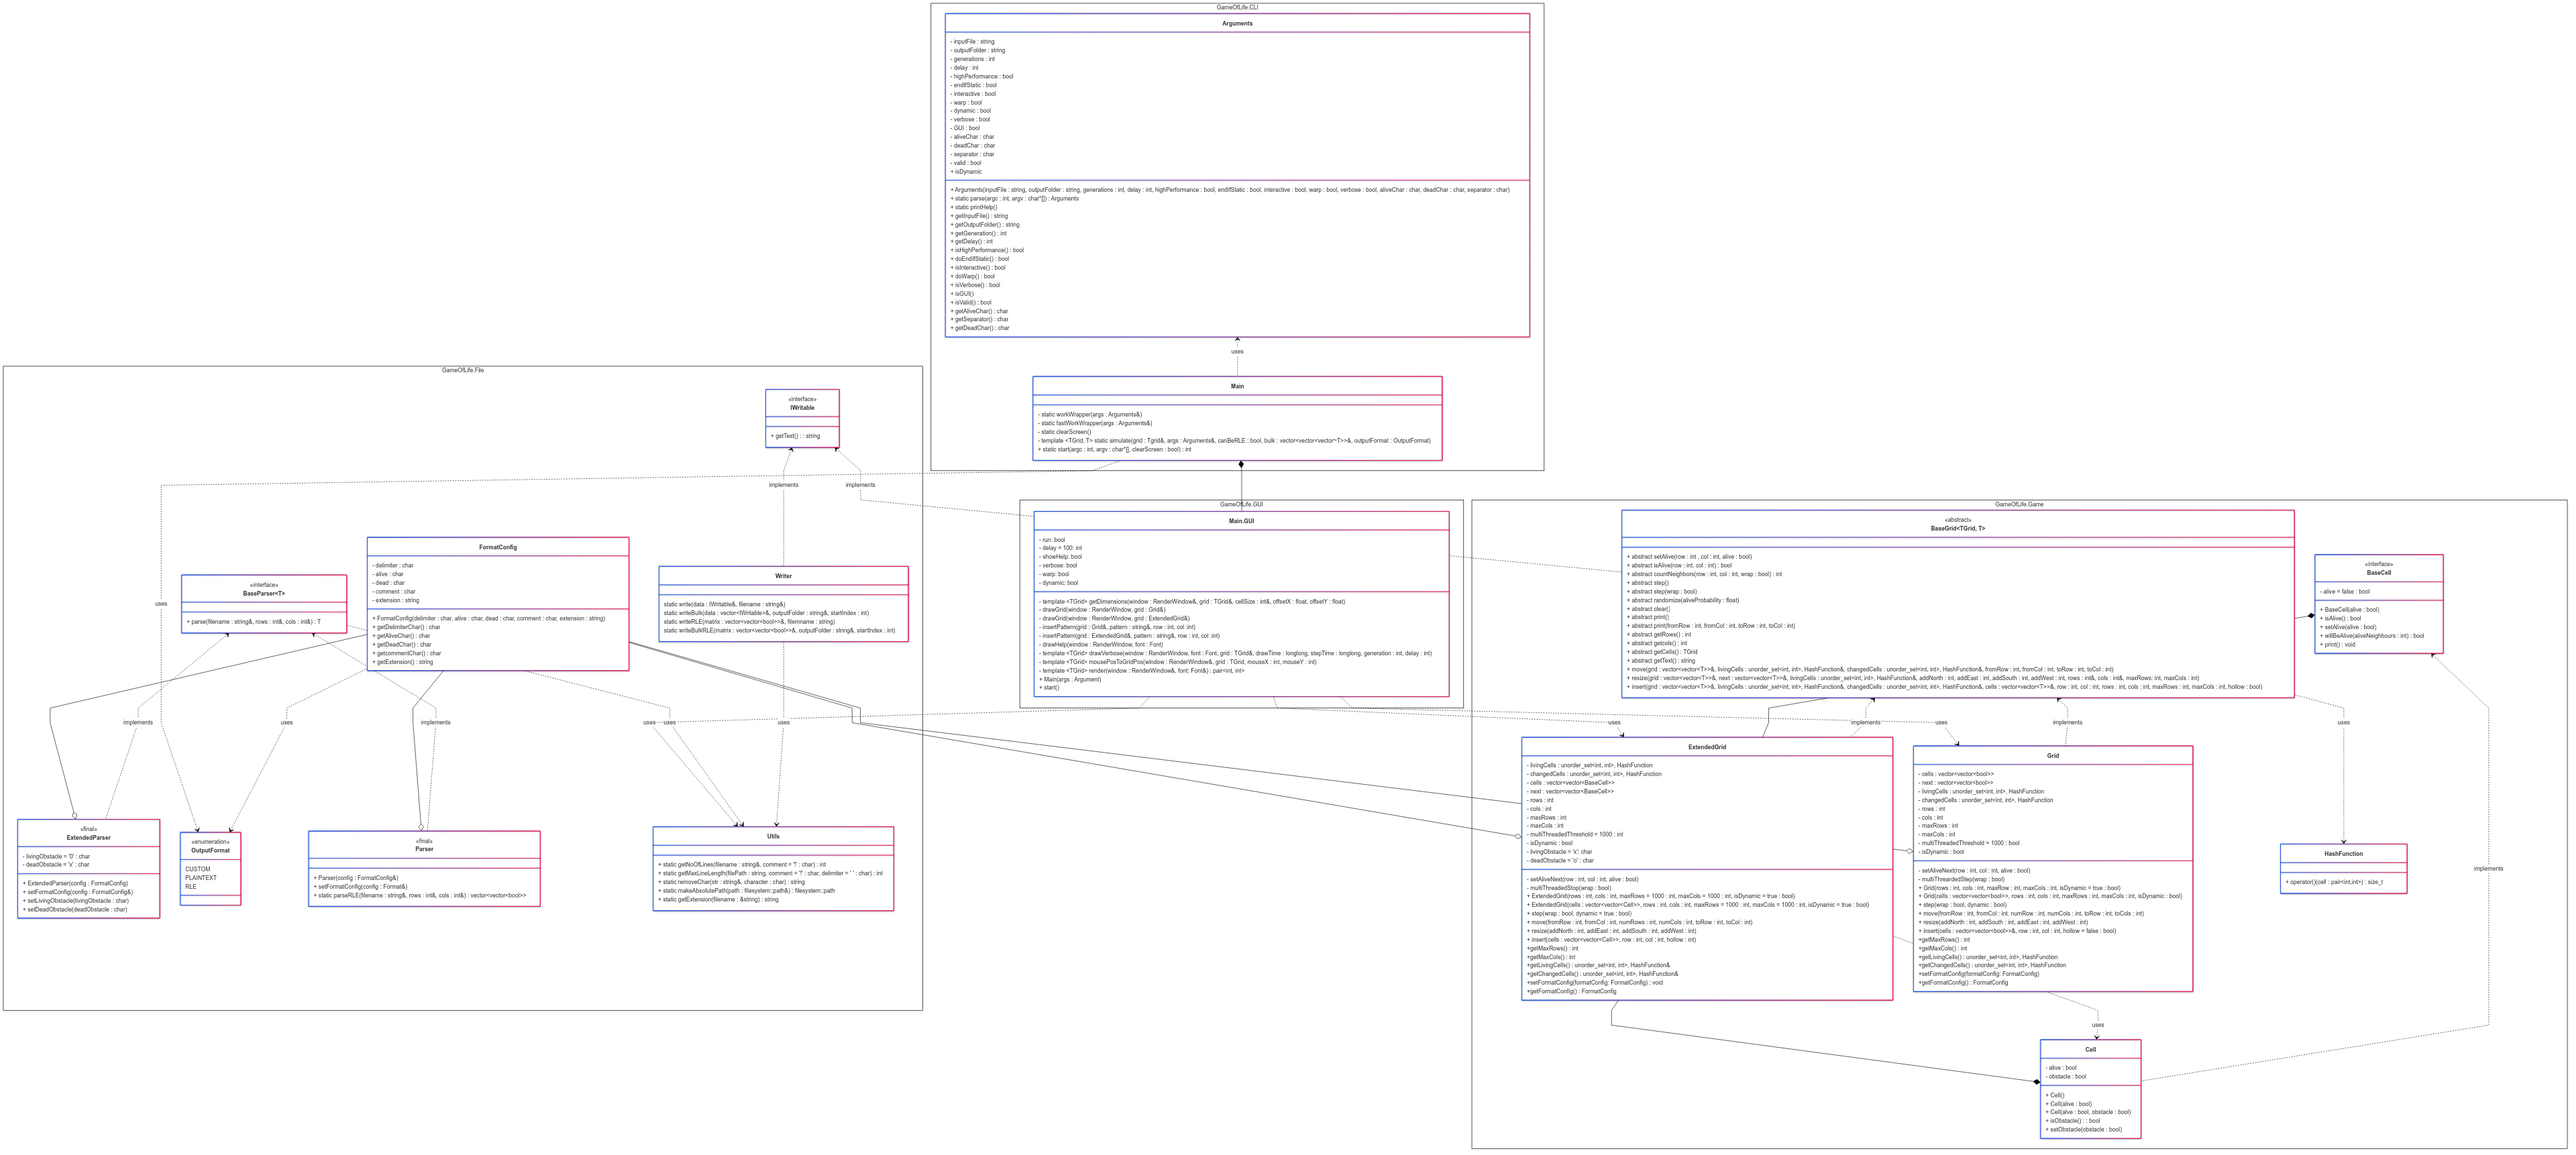 GameOfLife.CLI
Arguments
- inputFile : string
- outputFolder : string
- generations : int
- delay : int
- highPerformance : bool
- endIfStatic : bool
- interactive : bool
- warp : bool
- dynamic : bool
- verbose : bool
- GUI : bool
- aliveChar : char
- deadChar : char
- separator : char
- valid : bool
+ isDynamic
+ Arguments(inputFile : string, outputFolder : string, generations : int, delay : int, highPerformance : bool, endIfStatic : bool, interactive : bool, warp : bool, verbose : bool, aliveChar : char, deadChar : char, separator : char)
+ static parse(argc : int, argv : char*[]) : Arguments
+ static printHelp()
+ getInputFile() : string
+ getOutputFolder() : string
+ getGeneration() : int
+ getDelay() : int
+ isHighPerformance() : bool
+ doEndIfStatic() : bool
+ isInteractive() : bool
+ doWarp() : bool
+ isVerbose() : bool
+ isGUI()
+ isValid() : bool
+ getAliveChar() : char
+ getSeparator() : char
+ getDeadChar() : char
uses
Main
- static workWrapper(args : Arguments&)
- static fastWorkWrapper(args : Arguments&)
- static clearScreen()
- template <TGrid, T> static simulate(grid : Tgrid&, args : Arguments&, canBeRLE : bool, bulk : vector<vector<vector~T>>&, outputFormat : OutputFormat)
+ static start(argc : int, argv : char*[], clearScreen : bool) : int
GameOfLife.File
«interface»
IWritable
+ getText() : : string
implements
implements
FormatConfig
- delimiter : char
- alive : char
- dead : char
- comment : char
- extension : string
+ FormatConfig(delimiter : char, alive : char, dead : char, comment : char, extension : string)
+ getDelimiterChar() : char
+ getAliveChar() : char
+ getDeadChar() : char
+ getcommentChar() : char
+ getExtension() : string
«interface»
BaseParser<T>
+ parse(filename : string&, rows : int&, cols : int&) : T
uses
Writer
static write(data : IWritable&, filename : string&)
static writeBulk(data : vector<IWritable>&, outputFolder : string&, startIndex : int)
static writeRLE(matrix : vector<vector<bool>>&, filemname : string)
static writeBulkRLE(matrix : vector<vector<bool>>&, outputFolder : string&, startIndex : int)
implements
uses
implements
uses
uses
uses
«final»
ExtendedParser
- livingObstacle = 'O' : char
- deadObstacle = 'x' : char
+ ExtendedParser(config : FormatConfig)
+ setFormatConfig(config : FormatConfig&)
+ setLivingObstacle(livingObstacle : char)
+ setDeadObstacle(deadObstacle : char)
«enumeration»
OutputFormat
CUSTOM
PLAINTEXT
RLE
«final»
Parser
+ Parser(config : FormatConfig&)
+ setFormatConfig(config : Format&)
+ static parseRLE(filename : string&, rows : int&, cols : int&) : vector<vector<bool>>
Utils
+ static getNoOfLines(filename : string&, comment = '!' : char) : int
+ static getMaxLineLength(filePath : string, comment = '!' : char, delimiter = ' ' : char) : int
+ static removeChar(str : string&, character : char) : string
+ static makeAbsolutePath(path : filesystem::path&) : filesystem::path
+ static getExtension(filename : &string) : string
GameOfLife.GUI
Main.GUI
- run: bool
- delay = 100: int
- showHelp: bool
- verbose: bool
- warp: bool
- dynamic: bool
- template <TGrid> getDimensions(window : RenderWindow&, grid : TGrid&, cellSize : int&, offsetX : float, offsetY : float)
- drawGrid(window : RenderWindow, grid : Grid&)
- drawGrid(window : RenderWindow, grid : ExtendedGrid&)
- insertPattern(grid : Grid&, pattern : string&, row : int, col :int)
- insertPattern(grid : ExtendedGrid&, pattern : string&, row : int, col :int)
- drawHelp(window : RenderWindow, font : Font)
- template <TGrid> drawVerbose(window : RenderWindow, font : Font, grid : TGrid&, drawTime : longlong, stepTime : longlong, generation : int, delay : int)
- template <TGrid> mousePosToGridPos(window : RenderWindow&, grid : TGrid, mouseX : int, mouseY : int)
- template <TGrid> render(window : RenderWindow&, font: Font&) : pair<int, int>
+ Main(args : Argument)
+ start()
GameOfLife.Game
«abstract»
BaseGrid<TGrid, T>
+ abstract setAlive(row : int , col : int, alive : bool)
+ abstract isAlive(row : int, col : int) : bool
+ abstract countNeighbors(row : int, col : int, wrap : bool) : int
+ abstract step()
+ abstract step(wrap : bool)
+ abstract randomize(aliveProbability : float)
+ abstract clear()
+ abstract print()
+ abstract print(fromRow : int, fromCol : int, toRow : int, toCol : int)
+ abstract getRows() : int
+ abstract getcols() : int
+ abstract getCells() : TGrid
+ abstract getText() : string
+ move(grid : vector<vector<T>>&, livingCells : unorder_set<int, int>, HashFunction&, changedCells : unorder_set<int, int>, HashFunction&, fromRow : int, fromCol : int, toRow : int, toCol : int)
+ resize(grid : vector<vector<T>>&, next : vector<vector<T>>&, livingCells : unorder_set<int, int>, HashFunction&, addNorth : int, addEast : int, addSouth : int, addWest : int, rows : int&, cols : int&, maxRows: int, maxCols : int)
+ insert(grid : vector<vector<T>>&, livingCells : unorder_set<int, int>, HashFunction&, changedCells : unorder_set<int, int>, HashFunction&, cells : vector<vector<T>>&, row : int, col : int, rows : int, cols : int, maxRows : int, maxCols : int, hollow : bool)
«interface»
BaseCell
- alive = false : bool
+ BaseCell(alive : bool)
+ isAlive() : bool
+ setAlive(alive : bool)
+ willBeAlive(aliveNeighbours : int) : bool
+ print() : void
uses
implements
uses
implements
uses
ExtendedGrid
- livingCells : unorder_set<int, int>, HashFunction
- changedCells : unorder_set<int, int>, HashFunction
- cells : vector<vector<BaseCell>>
- next : vector<vector<BaseCell>>
- rows : int
- cols : int
- maxRows : int
- maxCols : int
- multiThreadedThreshold = 1000 : int
- isDynamic : bool
- livingObstacle = 'x': char
- deadObstacle = 'o' : char
- setAliveNext(row : int, col : int, alive : bool)
- multiThreadedStop(wrap : bool)
+ ExtendedGrid(rows : int, cols : int, maxRows = 1000 : int, maxCols = 1000 : int, isDynamic = true : bool)
+ ExtendedGrid(cells : vector<vector<Cell>>, rows : int, cols : int, maxRows = 1000 : int, maxCols = 1000 : int, isDynamic = true : bool)
+ step(wrap : bool, dynamic = true : bool)
+ move(fromRow : int, fromCol : int, numRows : int, numCols : int, toRow : int, toCol : int)
+ resize(addNorth : int, addEast : int, addSouth : int, addWest : int)
+ insert(cells : vector<vector<Cell>>, row : int, col : int, hollow : int)
+getMaxRows() : int
+getMaxCols() : int
+getLivingCells() : unorder_set<int, int>, HashFunction&
+getChangedCells() : unorder_set<int, int>, HashFunction&
+setFormatConfig(formatConfig: FormatConfig) : void
+getFormatConfig() : FormatConfig
Grid
- cells : vector<vector<bool>>
- next : vector<vector<bool>>
- livingCells : unorder_set<int, int>, HashFunction
- changedCells : unorder_set<int, int>, HashFunction
- rows : int
- cols : int
- maxRows : int
- maxCols : int
- multiThreadedThreshold = 1000 : bool
- isDynamic : bool
- setAliveNext(row : int, col : int, alive : bool)
- multiThreardedStep(wrap : bool)
+ Grid(rows : int, cols : int, maxRow : int, maxCols : int, isDynamic = true : bool)
+ Grid(cells : vector<vector<bool>>, rows : int, cols : int, maxRows : int, maxCols : int, isDynamic : bool)
+ step(wrap : bool, dynamic : bool)
+ move(fromRow : int, fromCol : int, numRow : int, numCols : int, toRow : int, toCols : int)
+ resize(addNorth : int, addSouth : int, addEast : int, addWest : int)
+ insert(cells : vector<vector<bool>>&, row : int, col : int, hollow = false : bool)
+getMaxRows() : int
+getMaxCols() : int
+getLivingCells() : unorder_set<int, int>, HashFunction
+getChangedCells() : unorder_set<int, int>, HashFunction
+setFormatConfig(formatConfig: FormatConfig)
+getFormatConfig() : FormatConfig
HashFunction
+ operator()(cell : pair<int,int>) : size_t
implements
uses
Cell
- alive : bool
- obstacle : bool
+ Cell()
+ Cell(alive : bool)
+ Cell(alve : bool, obstacle : bool)
+ isObstacle() : : bool
+ setObstacle(obstacle : bool)